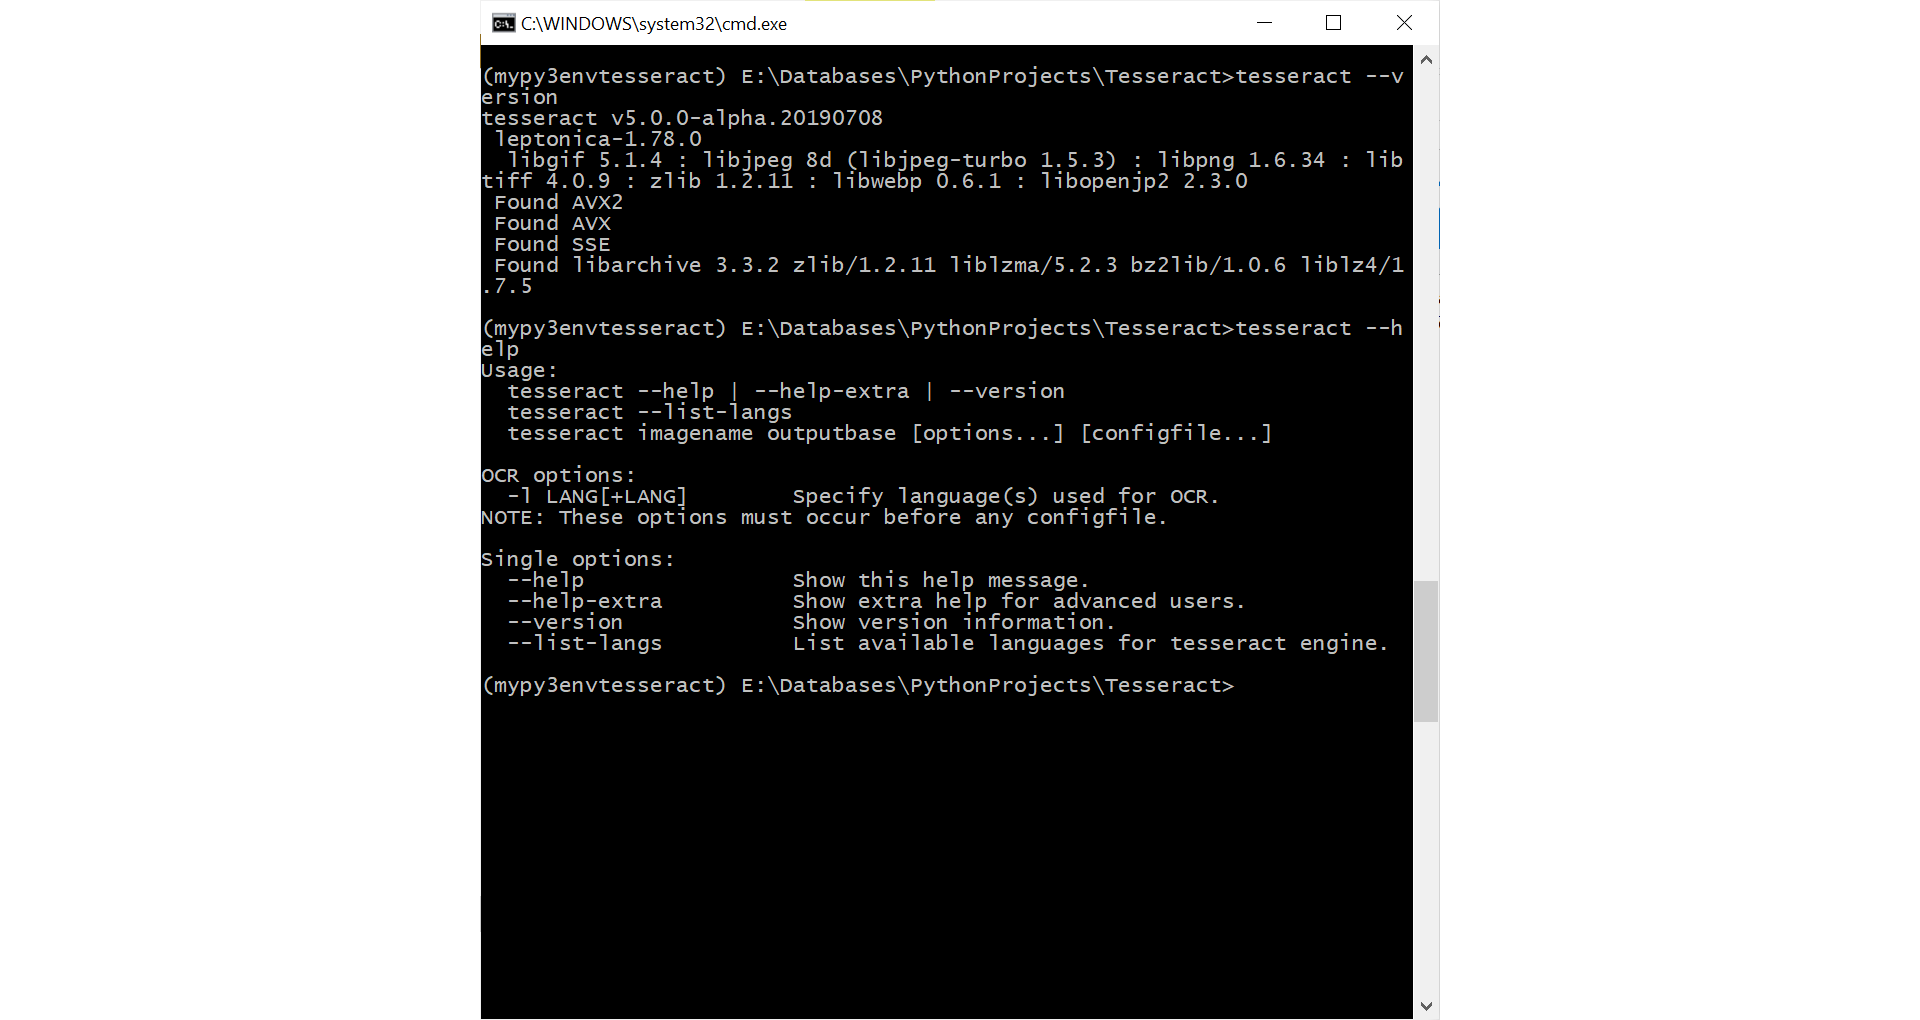 C:\WINDOWS\system32\cmd.exe
(mypy3envtesseract) E:\Databases\PythonProjects\Tesseract>tesseract --v
ersion
tesseract v5.0.0-alpha.20190708
 leptonica-1.78.0
  libgif 5.1.4 : libjpeg 8d (libjpeg-turbo 1.5.3) : libpng 1.6.34 : lib
tiff 4.0.9 : zlib 1.2.11 : libwebp 0.6.1 : libopenjp2 2.3.0
 Found AVX2
 Found AVX
 Found SSE
 Found libarchive 3.3.2 zlib/1.2.11 liblzma/5.2.3 bz2lib/1.0.6 liblz4/1
.7.5
(mypy3envtesseract) E:\Databases\PythonProjects\Tesseract>tesseract --h
elp
Usage:
  tesseract --help | --help-extra | --version
  tesseract --list-langs
  tesseract imagename outputbase [options...] [configfile...]
OCR options:
  -l LANG[+LANG]        Specify language(s) used for OCR.
NOTE: These options must occur before any configfile.
Single options:
  --help                Show this help message.
  --help-extra          Show extra help for advanced users.
  --version             Show version information.
  --list-langs          List available languages for tesseract engine.
(mypy3envtesseract) E:\Databases\PythonProjects\Tesseract>